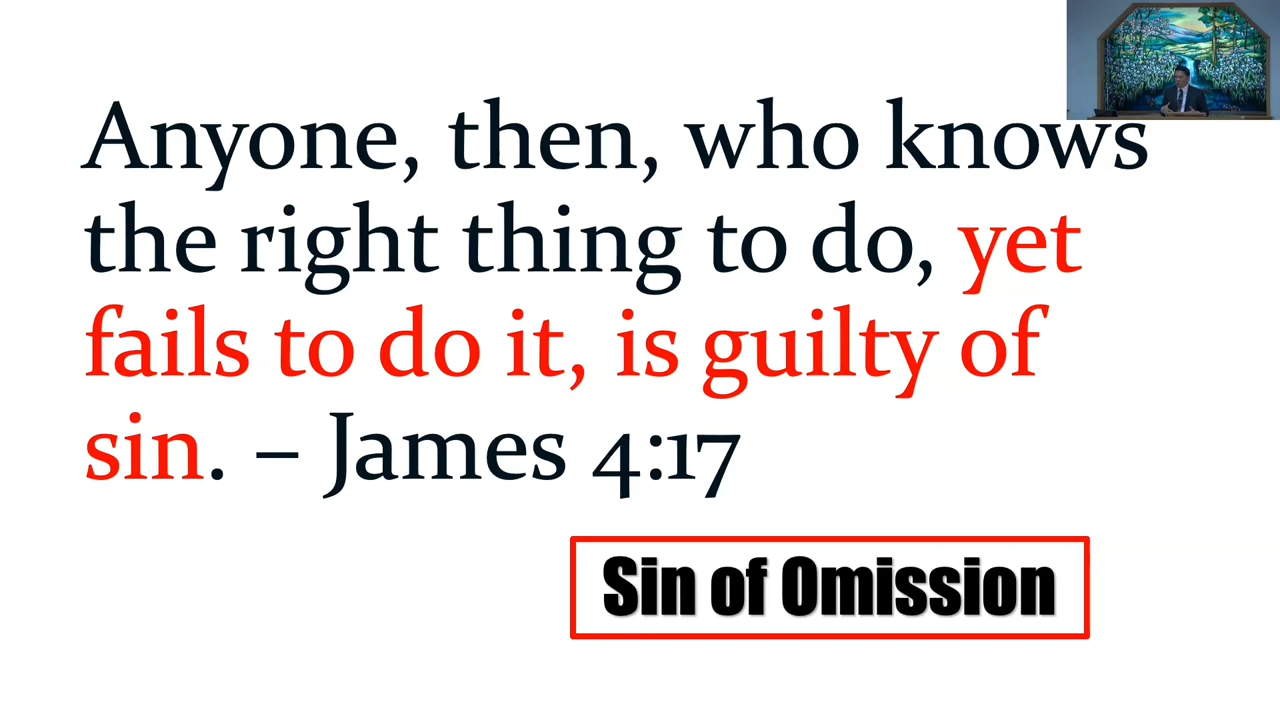 Anyone, then, who knows
the right thing to do, yet
fails to do it, is guilty of
sin. – James 4:17
Sin of Omission